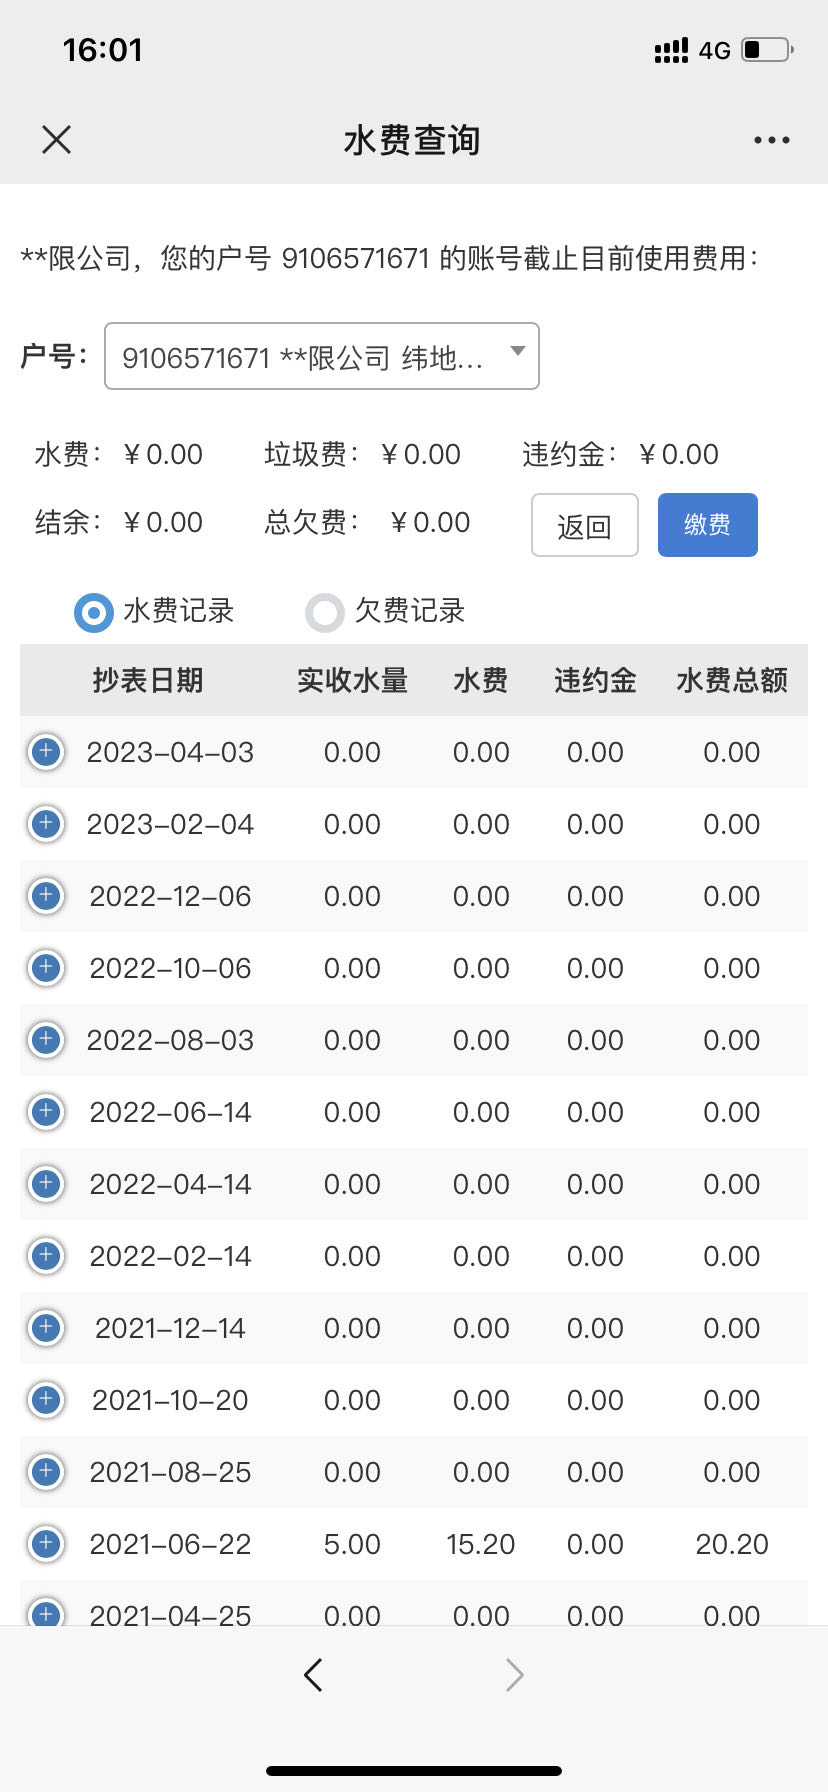 16:01 4G
水费查询
**限公司，您的户号 9106571671 的账号截止目前使用费用：
户号： 9106571671 **限公司 纬地...
水费：￥0.00 垃圾费：￥0.00 违约金：￥0.00
结余：￥0.00 总欠费：￥0.00 返回 缴费
水费记录 欠费记录
抄表日期 实收水量 水费 违约金 水费总额
2023-04-03 0.00 0.00 0.00 0.00
2023-02-04 0.00 0.00 0.00 0.00
2022-12-06 0.00 0.00 0.00 0.00
2022-10-06 0.00 0.00 0.00 0.00
2022-08-03 0.00 0.00 0.00 0.00
2022-06-14 0.00 0.00 0.00 0.00
2022-04-14 0.00 0.00 0.00 0.00
2022-02-14 0.00 0.00 0.00 0.00
2021-12-14 0.00 0.00 0.00 0.00
2021-10-20 0.00 0.00 0.00 0.00
2021-08-25 0.00 0.00 0.00 0.00
2021-06-22 5.00 15.20 0.00 20.20
2021-04-25 0.00 0.00 0.00 0.00